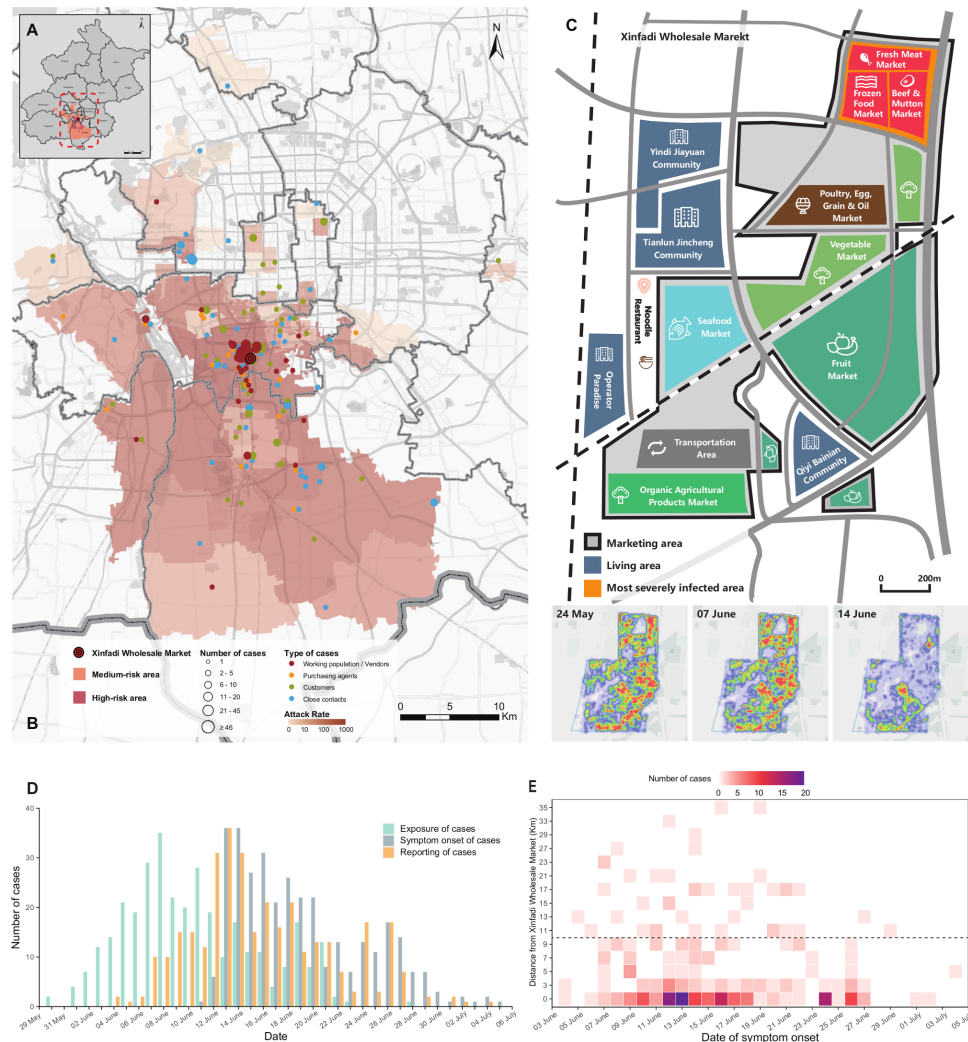 A
N
Xinfadi Wholesale Market
Medium-risk area
High-risk area
Number of cases
1
2 - 5
6 - 10
11 - 20
21 - 45
≥ 46
Type of cases
Working population / Vendors
Purchasing agents
Customers
Close contacts
Attack Rate
0 10 100 1000
0 5 10
Km
B
C
Xinfadi Wholesale Marekt
Fresh Meat
Market
Frozen
Food
Market
Beef &
Mutton
Market
Yindi Jiayuan
Community
Poultry, Egg,
Grain & Oil
Market
Tianlun Jincheng
Community
Vegetable
Market
Noodle
Restaurant
Seafood
Market
Fruit
Market
Operator
Paradise
Transportation
Area
Qiyi Bainian
Community
Organic Agricultural
Products Market
Marketing area
Living area
Most severely infected area
0 200m
24 May
07 June
14 June
D
40
30
20
10
0
Number of cases
Exposure of cases
Symptom onset of cases
Reporting of cases
29 May
31 May
02 June
04 June
06 June
08 June
10 June
12 June
14 June
16 June
18 June
20 June
22 June
24 June
26 June
28 June
30 June
02 July
04 July
06 July
Date
E
Number of cases
0 5 10 20
Distance from Xinfadi Wholesale Market (Km)
35
33
29
27
23
21
17
18
16
13
11
9
7
5
3
0
03 June
05 June
07 June
09 June
11 June
13 June
15 June
17 June
19 June
21 June
23 June
25 June
27 June
29 June
01 July
03 July
05 July
Date of symptom onset